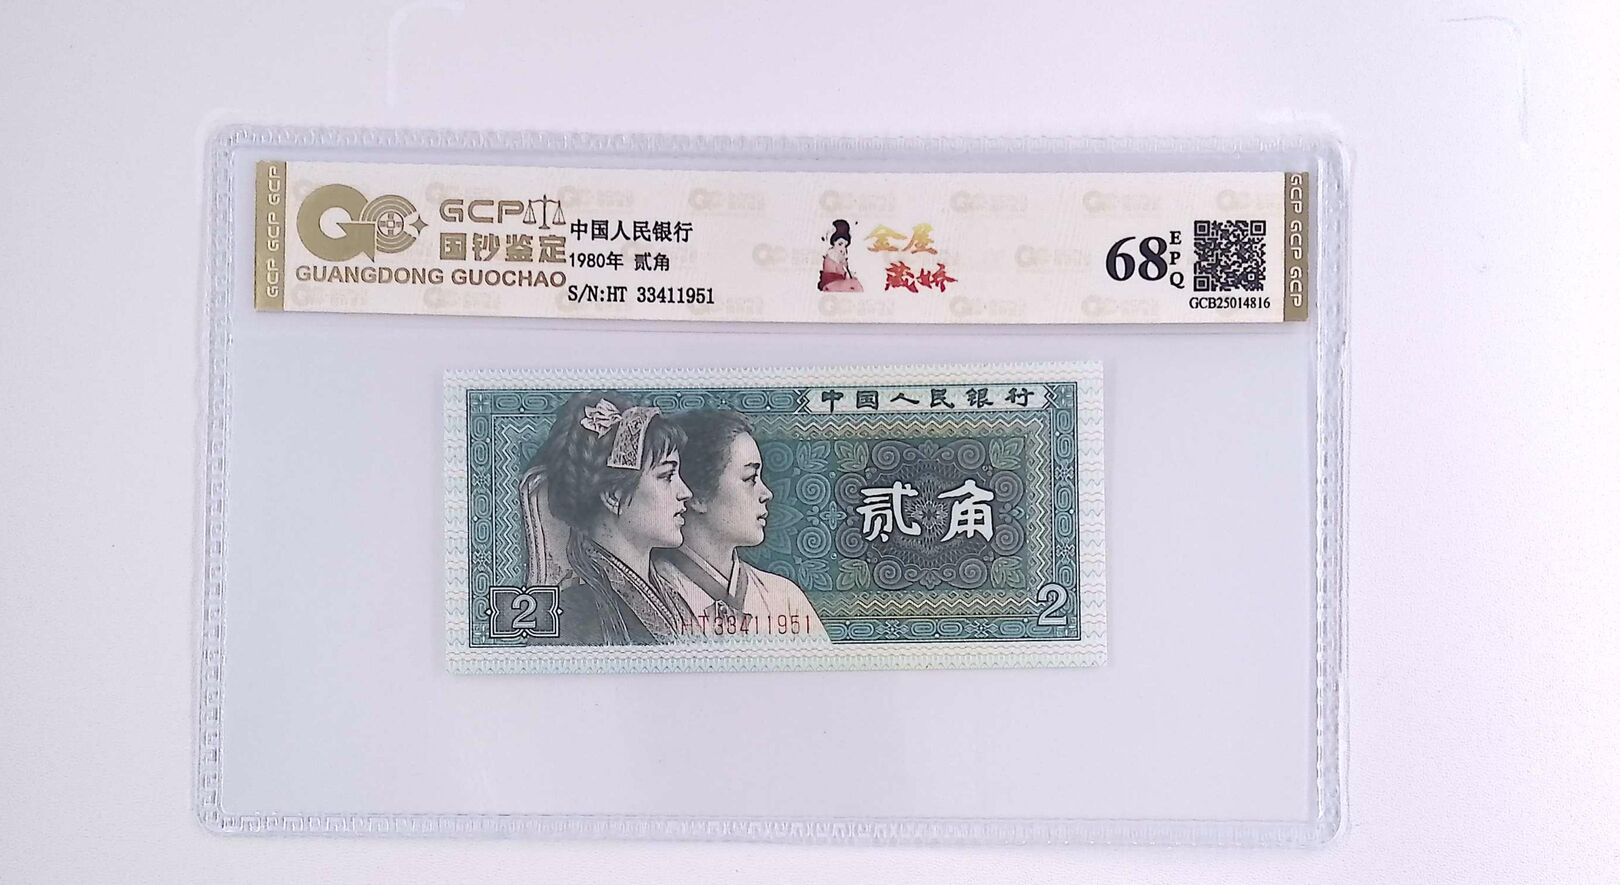 GCP GCP GCP
GCP
国钞鉴定
GUANGDONG GUOCHAO
中国人民银行
1980年 贰角
S/N:HT 33411951
金屋
藏娇
68
EPQ
GCB25014816
GCP GCP GCP
中国人民银行
贰角
2
HT33411951
2